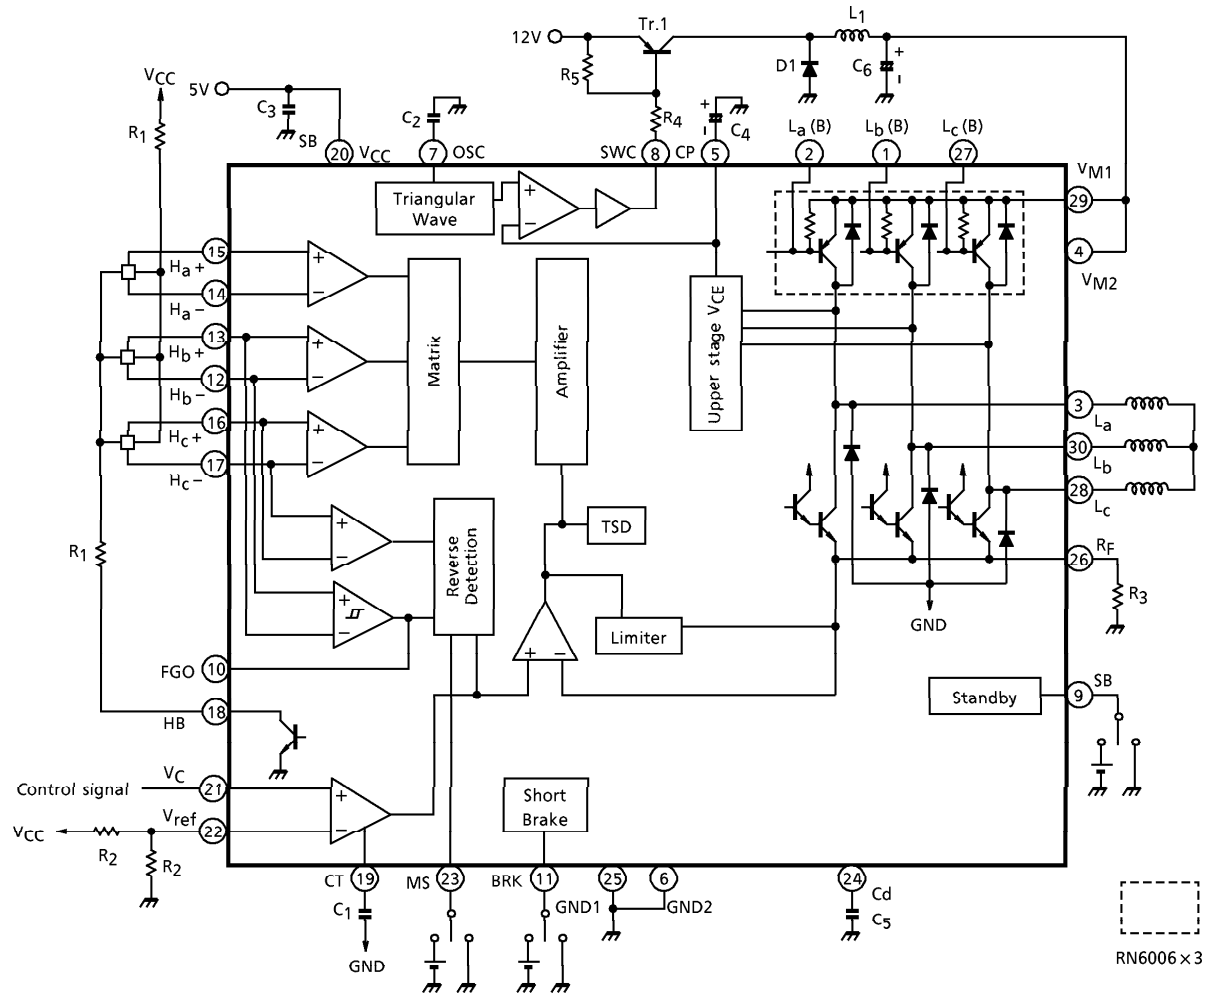 Tr.1
L1
12V
R5
D1
C6
+
-
VCC
5V
C3
R1
C2
R4
+
-
C4
La (B)
Lb (B)
Lc (B)
SB
20
VCC
7
OSC
SWC
8
CP
5
2
1
27
VM1
29
4
VM2
Triangular
Wave
+
−
15
Ha+
14
Ha−
13
Hb+
12
Hb−
16
Hc+
17
Hc−
+
−
+
−
+
−
Matrik
Amplifier
Upper stage VCE
3
La
30
Lb
28
Lc
R1
+
−
+
−
Reverse
Detection
TSD
RF
26
R3
GND
Limiter
+
−
FGO
10
HB
18
Standby
9
SB
Control signal
VC
21
+
−
Short
Brake
VCC
Vref
22
R2
R2
CT
19
MS
23
BRK
11
25
6
24
GND1
GND2
Cd
C1
C5
GND
RN6006×3